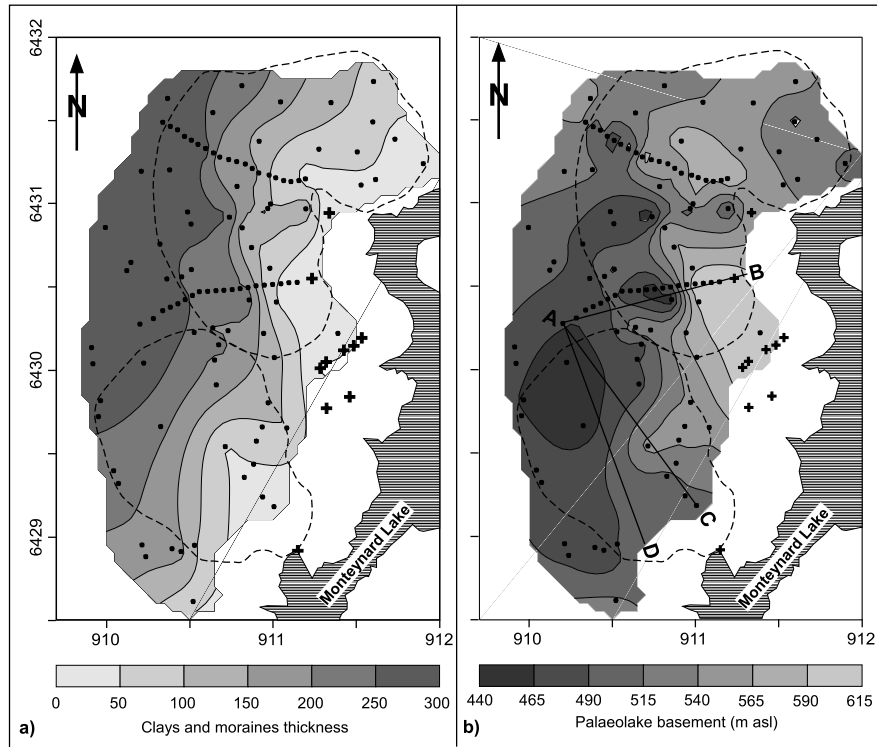 6432
6431
6430
6429
N
Monteynard Lake
910
911
912
0 50 100 150 200 250 300
a)
Clays and moraines thickness
N
A
B
C
D
Monteynard Lake
910
911
912
440 465 490 515 540 565 590 615
b)
Palaeolake basement (m asl)